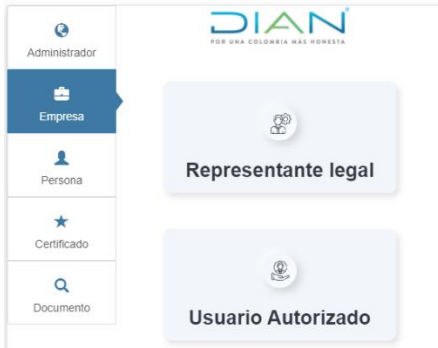 DIAN
POR UNA COLOMBIA MÁS HONESTA
Administrador
Empresa
Persona
Certificado
Documento
Representante legal
Usuario Autorizado